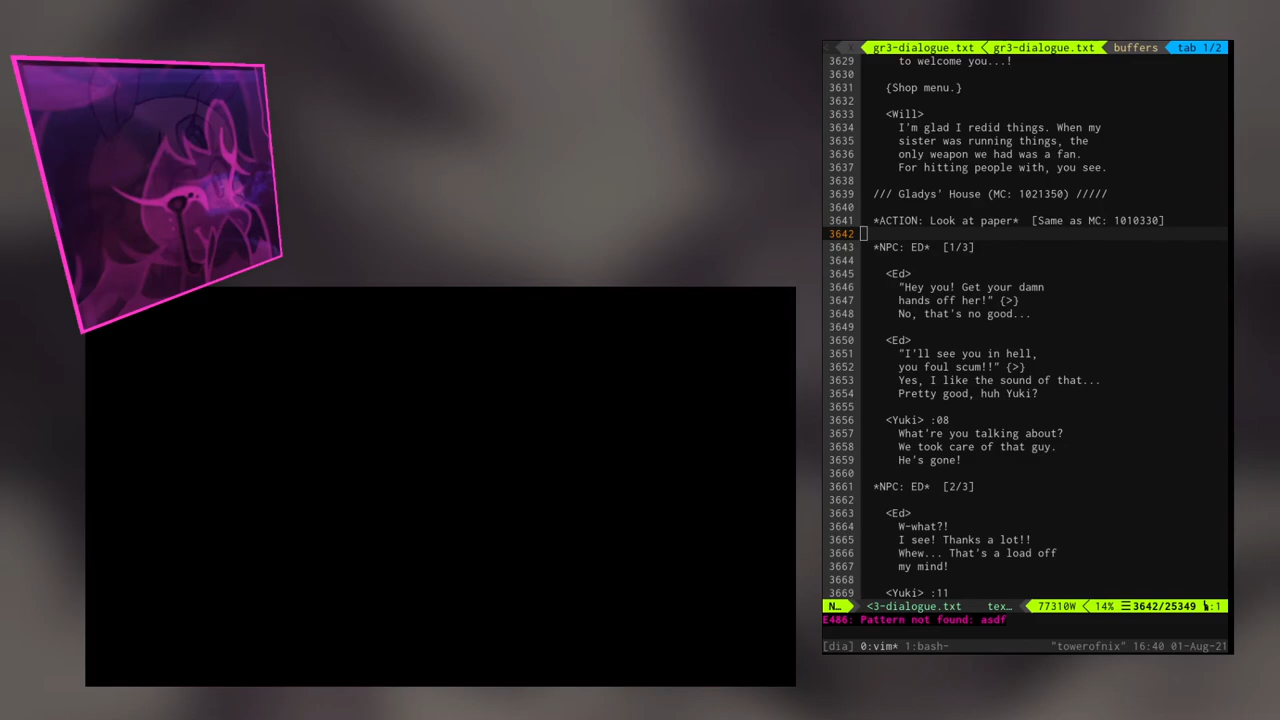 x gr3-dialogue.txt gr3-dialogue.txt buffers tab 1/2
3629 to welcome you...!
3630
3631 {Shop menu.}
3632
3633 <Will>
3634 I'm glad I redid things. When my
3635 sister was running things, the
3636 only weapon we had was a fan.
3637 For hitting people with, you see.
3638
3639 /// Gladys' House (MC: 1021350) /////
3640
3641 *ACTION: Look at paper* [Same as MC: 1010330]
3642
3643 *NPC: ED* [1/3]
3644
3645 <Ed>
3646 "Hey you! Get your damn
3647 hands off her!" {>}
3648 No, that's no good...
3649
3650 <Ed>
3651 "I'll see you in hell,
3652 you foul scum!!" {>}
3653 Yes, I like the sound of that...
3654 Pretty good, huh Yuki?
3655
3656 <Yuki> :08
3657 What're you talking about?
3658 We took care of that guy.
3659 He's gone!
3660
3661 *NPC: ED* [2/3]
3662
3663 <Ed>
3664 W-what?!
3665 I see! Thanks a lot!!
3666 Whew... That's a load off
3667 my mind!
3668
3669 <Yuki> :11
N… <3-dialogue.txt tex… 77310W 14% ☰3642/25349 :1
E486: Pattern not found: asdf
[dia] 0:vim* 1:bash- "towerofnix" 16:40 01-Aug-21